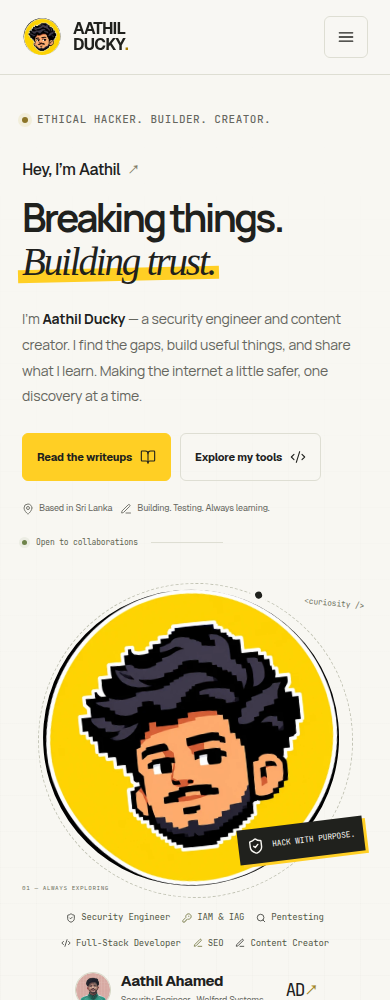 AATHIL
DUCKY.
ETHICAL HACKER. BUILDER. CREATOR.
Hey, I'm Aathil ↗
Breaking things.
Building trust.
I'm Aathil Ducky — a security engineer and content
creator. I find the gaps, build useful things, and share
what I learn. Making the internet a little safer, one
discovery at a time.
Read the writeups
Explore my tools </>
Based in Sri Lanka Building. Testing. Always learning.
Open to collaborations
<curiosity />
HACK WITH PURPOSE.
01 — ALWAYS EXPLORING
Security Engineer IAM & IAG Pentesting
</> Full-Stack Developer SEO Content Creator
Aathil Ahamed
AD↗